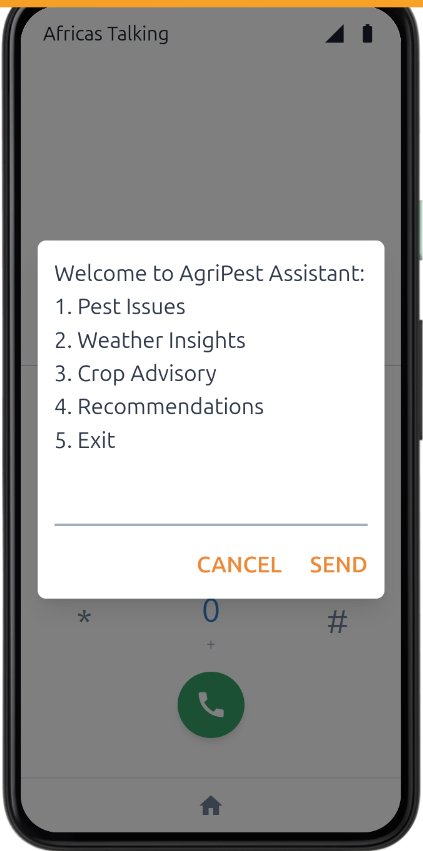 Africas Talking
Welcome to AgriPest Assistant:
1. Pest Issues
2. Weather Insights
3. Crop Advisory
4. Recommendations
5. Exit
CANCEL SEND
* 0 #
+